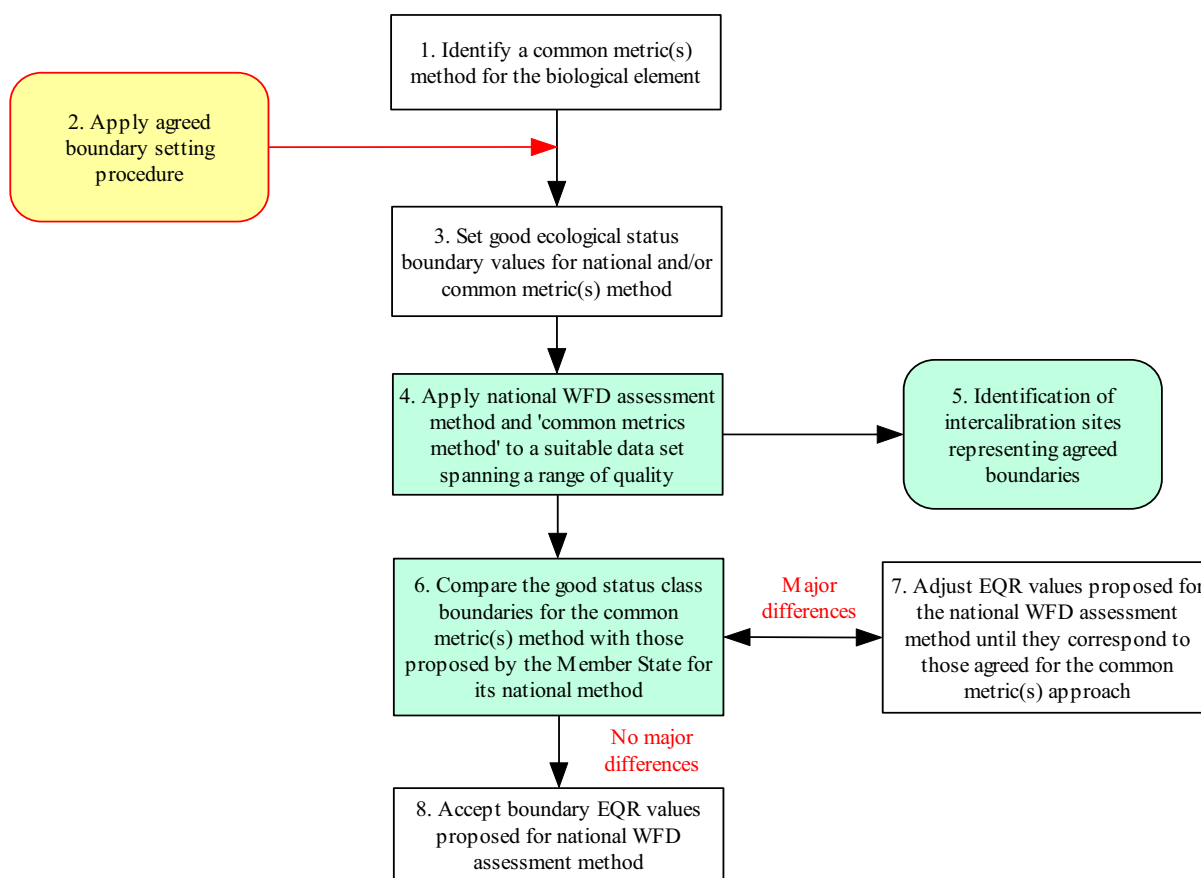 1. Identify a common metric(s)
method for the biological element
2. Apply agreed
boundary setting
procedure
3. Set good ecological status
boundary values for national and/or
common metric(s) method
4. Apply national WFD assessment
method and 'common metrics
method' to a suitable data set
spanning a range of quality
5. Identification of
intercalibration sites
representing agreed
boundaries
6. Compare the good status class
boundaries for the common
metric(s) method with those
proposed by the Member State for
its national method
Major
differences
7. Adjust EQR values proposed for
the national WFD assessment
method until they correspond to
those agreed for the common
metric(s) approach
No major
differences
8. Accept boundary EQR values
proposed for national WFD
assessment method